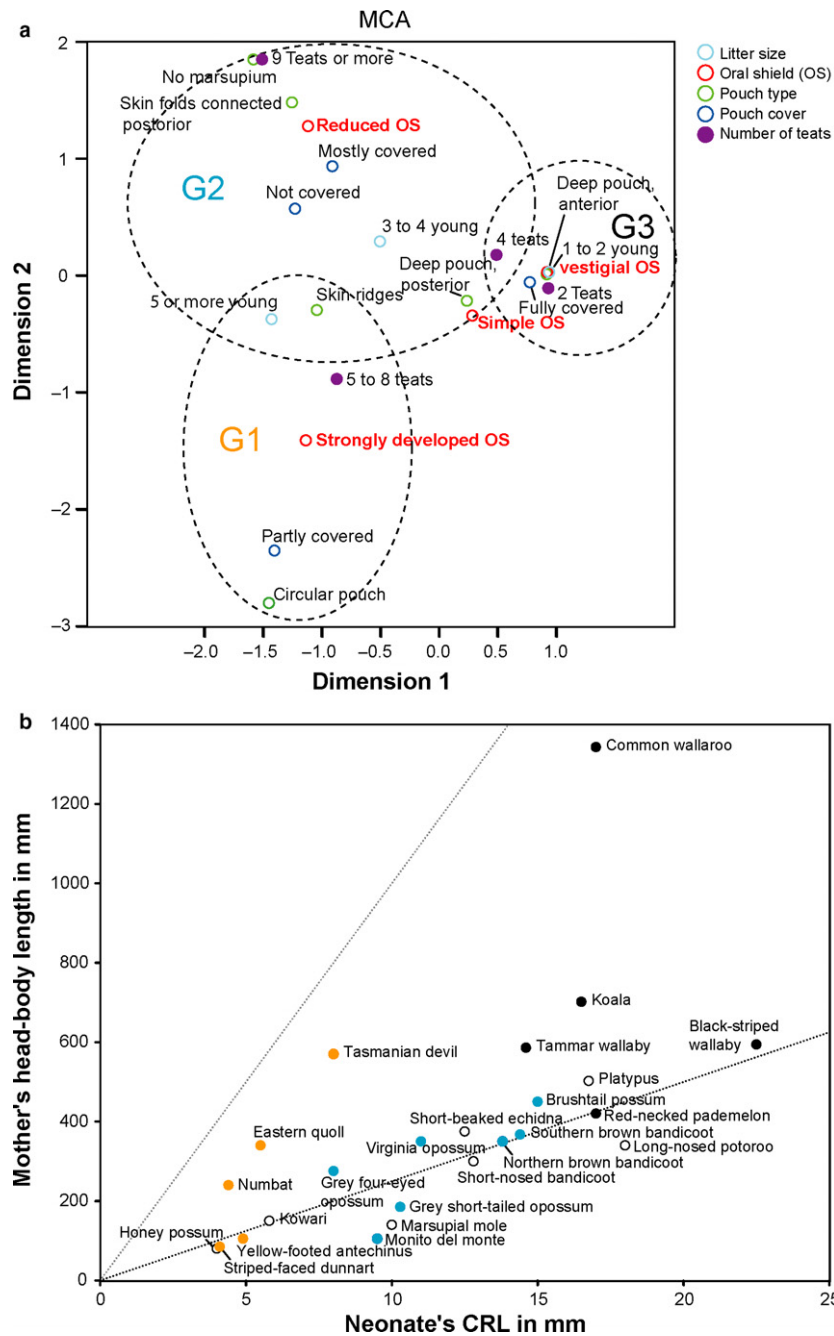 a
MCA
Litter size
Oral shield (OS)
Pouch type
Pouch cover
Number of teats
Dimension 2
2
1
0
–1
–2
–3
9 Teats or more
No marsupium
Skin folds connected
posterior
Reduced OS
Mostly covered
G2
Not covered
3 to 4 young
Deep pouch,
anterior
G3
4 teats
1 to 2 young
vestigial OS
Deep pouch,
posterior
2 Teats
Fully covered
5 or more young
Skin ridges
Simple OS
5 to 8 teats
G1
Strongly developed OS
Partly covered
Circular pouch
–2.0
–1.5
–1.0
–0.5
0.0
0.5
1.0
Dimension 1
b
Mother's head-body length in mm
1400
1200
1000
800
600
400
200
0
Common wallaroo
Koala
Black-striped
wallaby
Tasmanian devil
Tammar wallaby
Platypus
Brushtail possum
Short-beaked echidna
Red-necked pademelon
Eastern quoll
Southern brown bandicoot
Virginia opossum
Long-nosed potoroo
Northern brown bandicoot
Short-nosed bandicoot
Numbat
Grey four-eyed
opossum
Grey short-tailed opossum
Kowari
Honey possum
Marsupial mole
Yellow-footed antechinus
Monito del monte
Striped-faced dunnart
0
5
10
15
20
25
Neonate's CRL in mm